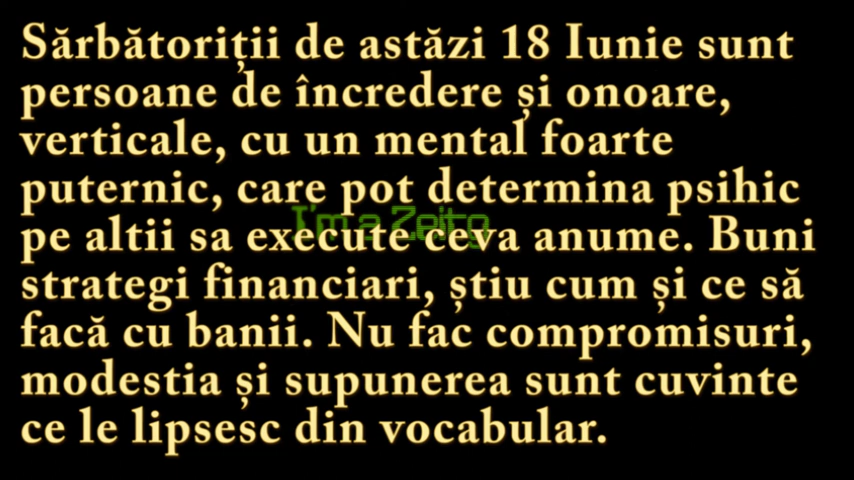 Sărbătoriții de astăzi 18 Iunie sunt
persoane de încredere și onoare,
verticale, cu un mental foarte
puternic, care pot determina psihic
I'm a Zeitg
pe altii sa execute ceva anume. Buni
strategi financiari, știu cum și ce să
facă cu banii. Nu fac compromisuri,
modestia și supunerea sunt cuvinte
ce le lipsesc din vocabular.